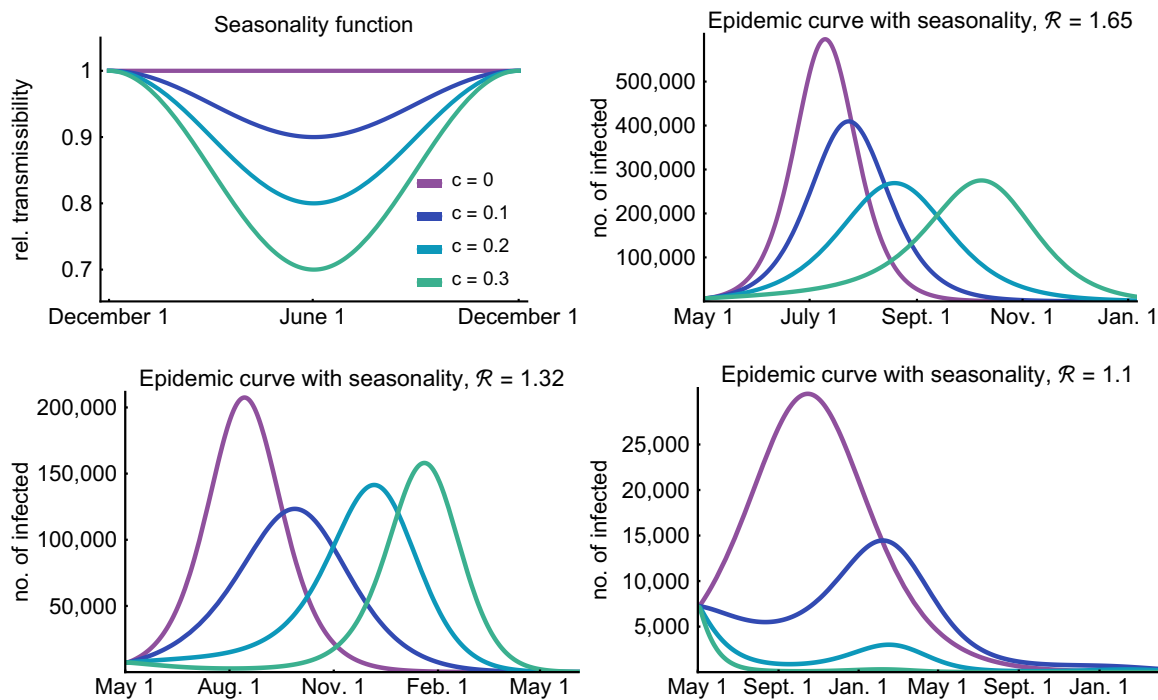 Seasonality function
rel. transmissibility
1
0.9
0.8
0.7
c = 0
c = 0.1
c = 0.2
c = 0.3
December 1 June 1 December 1
Epidemic curve with seasonality, ℛ = 1.65
no. of infected
500,000
400,000
300,000
200,000
100,000
May 1 July 1 Sept. 1 Nov. 1 Jan. 1
Epidemic curve with seasonality, ℛ = 1.32
no. of infected
200,000
150,000
100,000
50,000
May 1 Aug. 1 Nov. 1 Feb. 1 May 1
Epidemic curve with seasonality, ℛ = 1.1
no. of infected
25,000
20,000
15,000
10,000
5,000
May 1 Sept. 1 Jan. 1 May 1 Sept. 1 Jan. 1